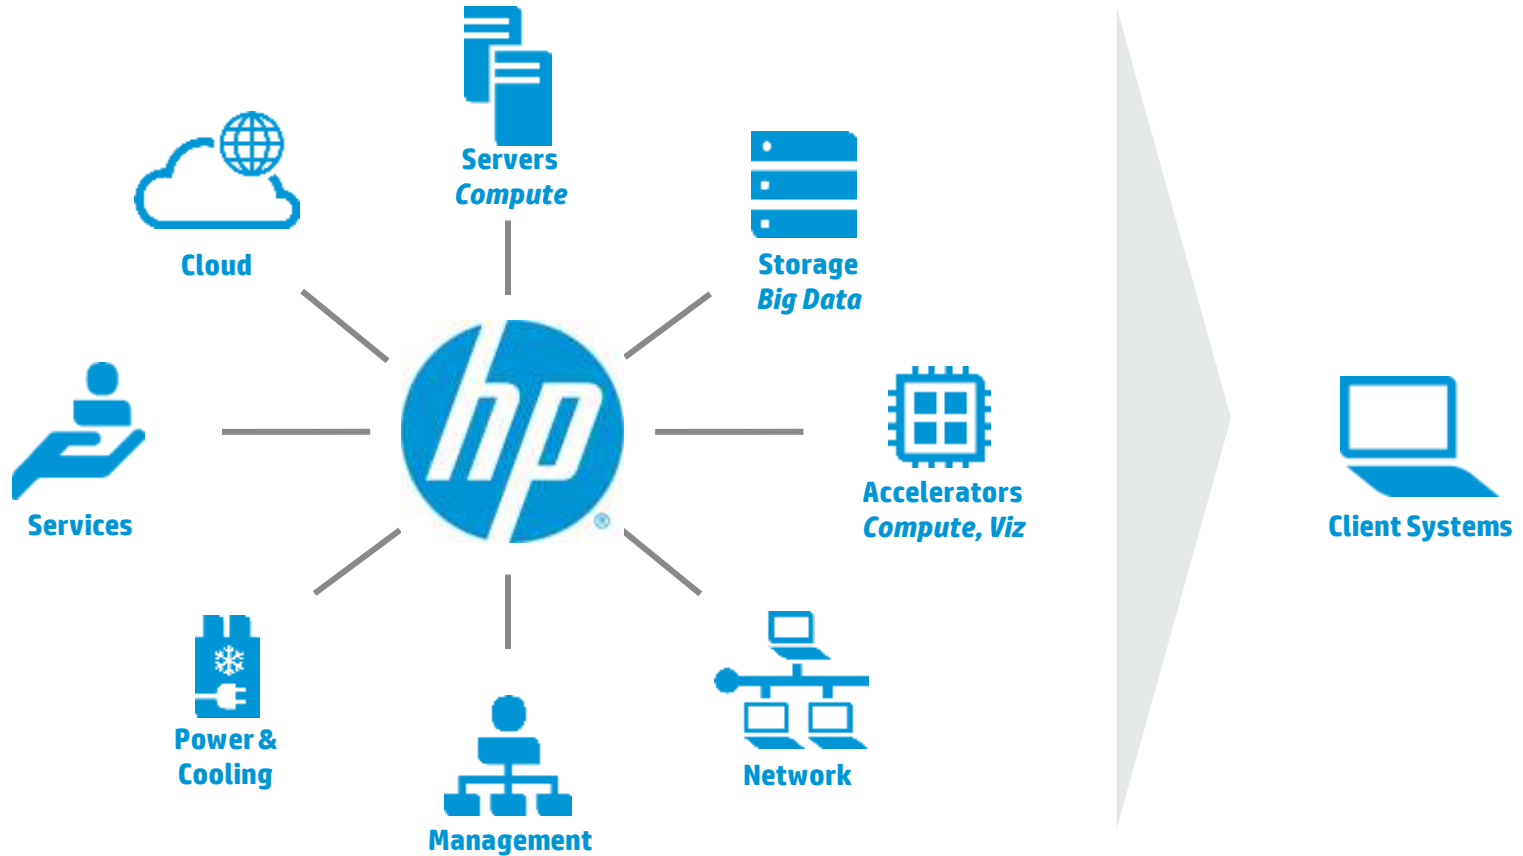 Servers
Compute
Cloud
Storage
Big Data
hp
®
Services
Accelerators
Compute, Viz
Client Systems
Power &
Cooling
Network
Management